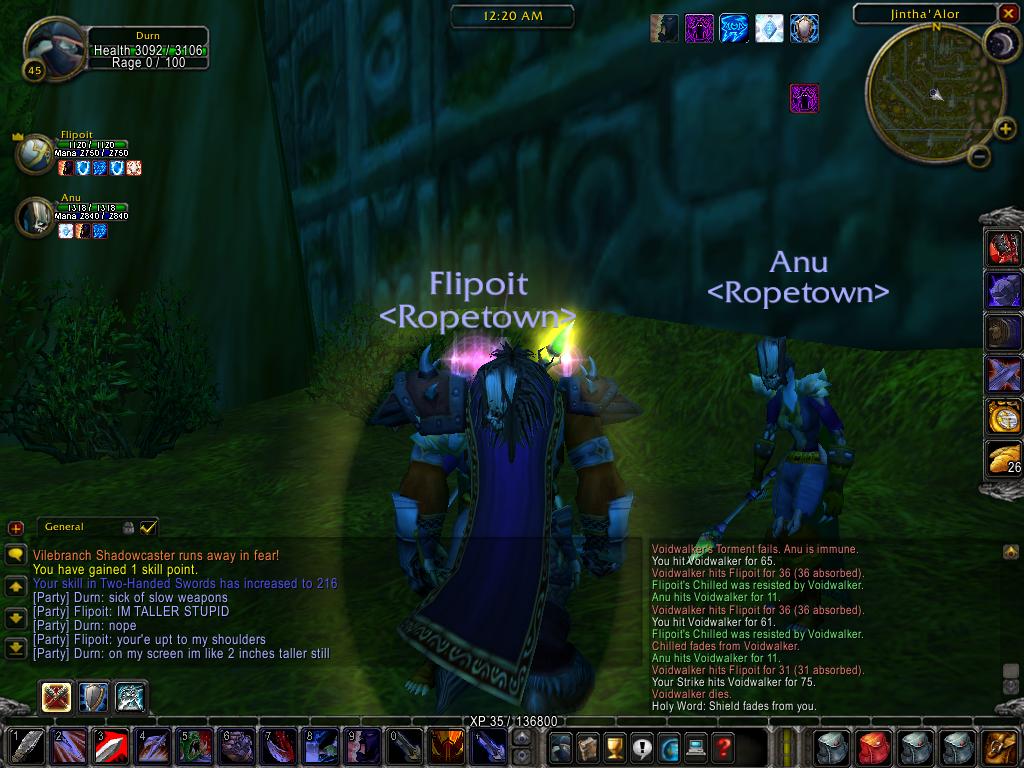 Durn
Health 3092 / 3106
Rage 0 / 100
45
12:20 AM
Jintha'Alor
N
Flipoit
1120 / 1120
Mana 2750 / 2750
Anu
1318 / 1318
Mana 2840 / 2840
Flipoit
<Ropetown>
Anu
<Ropetown>
26
General
Vilebranch Shadowcaster runs away in fear!
You have gained 1 skill point.
Your skill in Two-Handed Swords has increased to 216
[Party] Durn: sick of slow weapons
[Party] Flipoit: IM TALLER STUPID
[Party] Durn: nope
[Party] Flipoit: your'e upt to my shoulders
[Party] Durn: on my screen im like 2 inches taller still
Voidwalker's Torment fails. Anu is immune.
You hit Voidwalker for 65.
Voidwalker hits Flipoit for 36 (36 absorbed).
Flipoit's Chilled was resisted by Voidwalker.
Anu hits Voidwalker for 11.
Voidwalker hits Flipoit for 36 (36 absorbed).
You hit Voidwalker for 61.
Flipoit's Chilled was resisted by Voidwalker.
Chilled fades from Voidwalker.
Anu hits Voidwalker for 11.
Voidwalker hits Flipoit for 31 (31 absorbed).
Your Strike hits Voidwalker for 75.
Voidwalker dies.
Holy Word: Shield fades from you.
XP 35 / 136800
1 2 3 4 5 6 7 8 9 0 - =